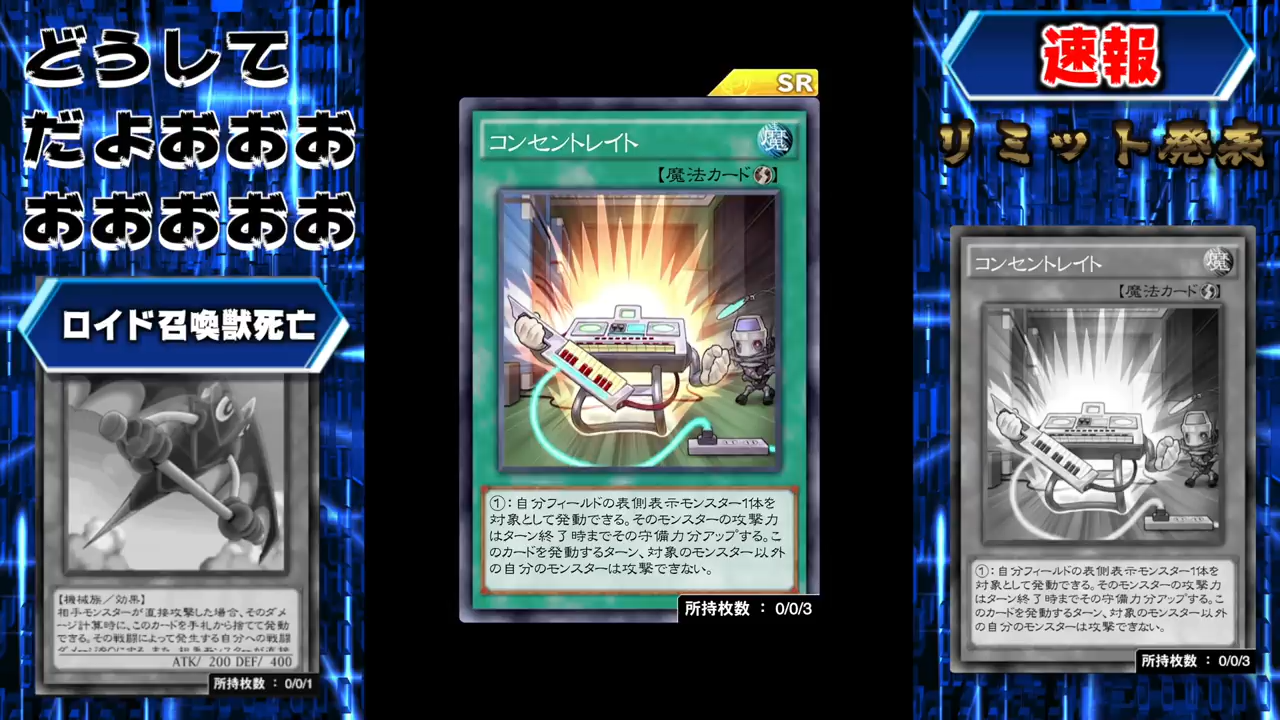 どうして
だよおおお
おおおおお
ロイド召喚獣死亡
【機械族／効果】
相手モンスターが直接攻撃した場合、そのダメ
ージ計算時に、このカードを手札から捨てて発動
できる。その戦闘によって発生する自分への戦闘
ATK/ 200 DEF/ 400
所持枚数 ： 0/0/1
SR
コンセントレイト
魔
【魔法カード】
①：自分フィールドの表側表示モンスター1体を
対象として発動できる。そのモンスターの攻撃力
はターン終了時までその守備力分アップする。こ
のカードを発動するターン、対象のモンスター以外
の自分のモンスターは攻撃できない。
所持枚数 ： 0/0/3
速報
リミット発表
コンセントレイト
魔
【魔法カード】
①：自分フィールドの表側表示モンスター1体を
対象として発動できる。そのモンスターの攻撃力
はターン終了時までその守備力分アップする。こ
のカードを発動するターン、対象のモンスター以外
の自分のモンスターは攻撃できない。
所持枚数 ： 0/0/3